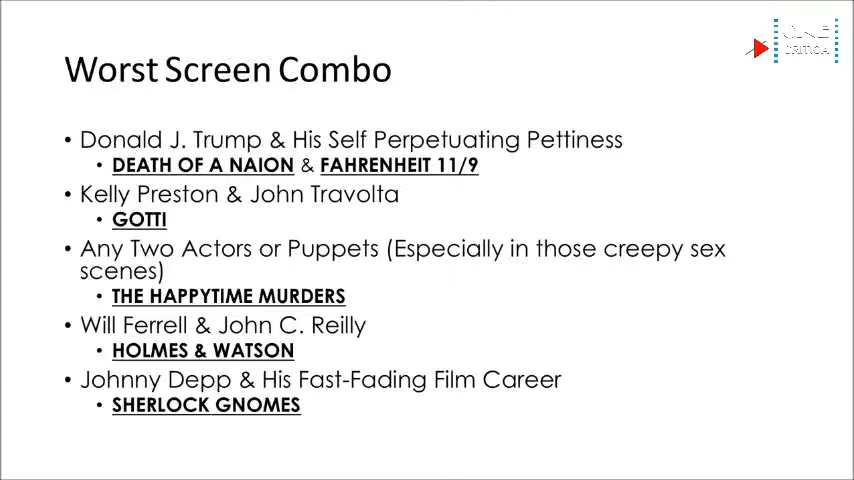 CINE
CRITICA
Worst Screen Combo
• Donald J. Trump & His Self Perpetuating Pettiness
• DEATH OF A NAION & FAHRENHEIT 11/9
• Kelly Preston & John Travolta
• GOTTI
• Any Two Actors or Puppets (Especially in those creepy sex
scenes)
• THE HAPPYTIME MURDERS
• Will Ferrell & John C. Reilly
• HOLMES & WATSON
• Johnny Depp & His Fast-Fading Film Career
• SHERLOCK GNOMES